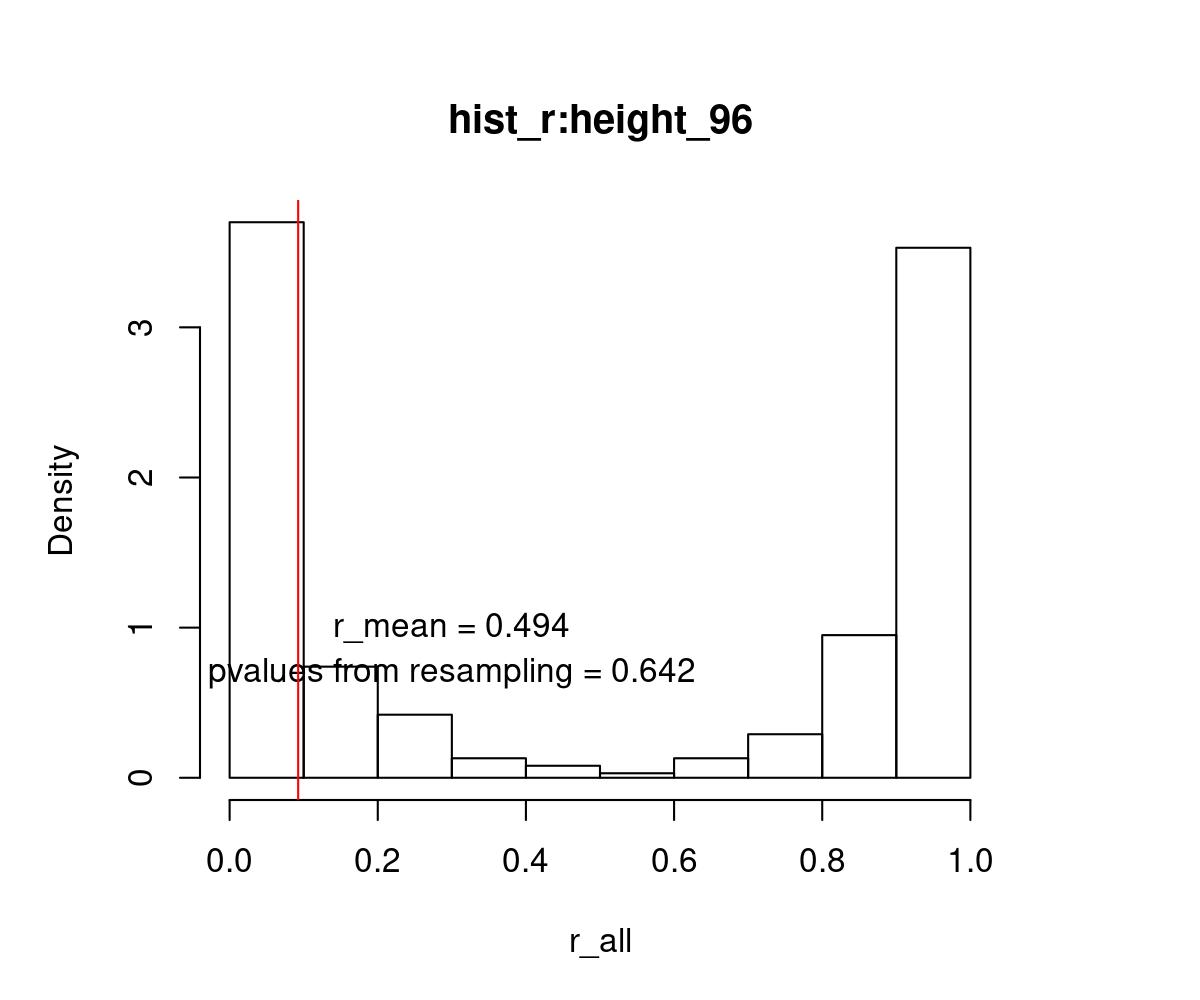 hist_r:height_96
3
2
1
0
Density
r_mean = 0.494
pvalues from resampling = 0.642
0.0 0.2 0.4 0.6 0.8 1.0
r_all